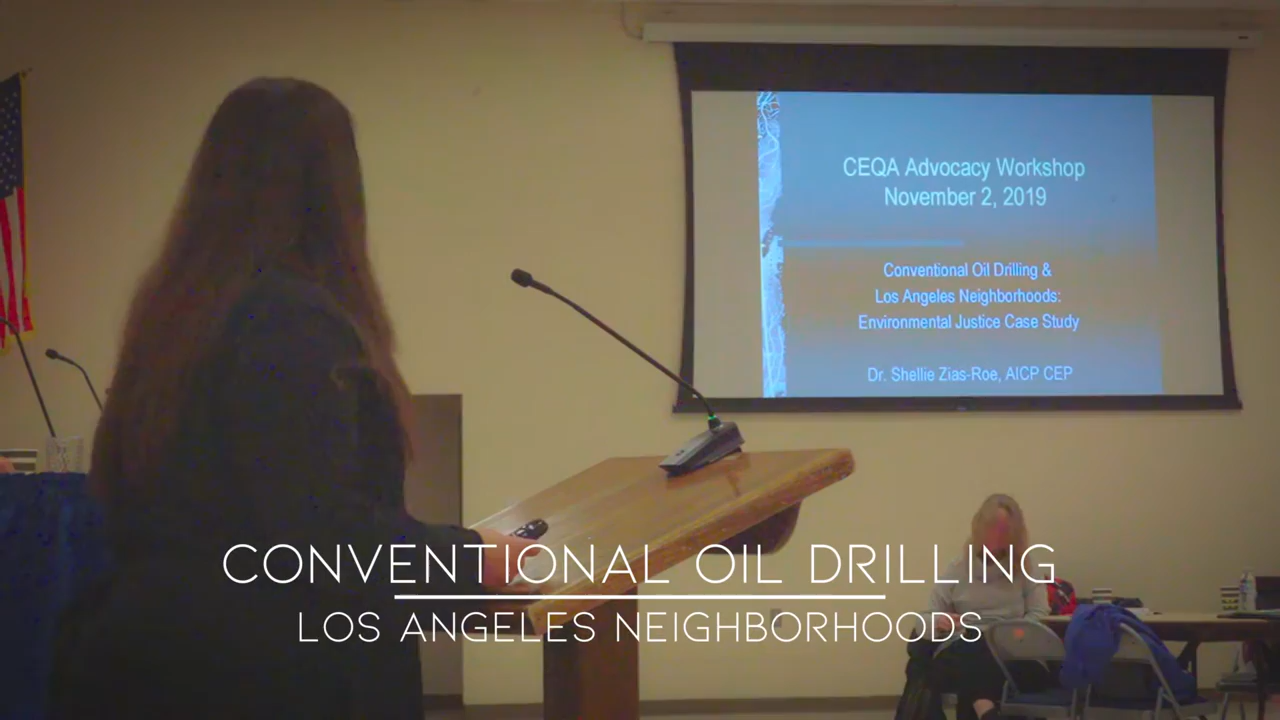 CEQA Advocacy Workshop
November 2, 2019
Conventional Oil Drilling &
Los Angeles Neighborhoods:
Environmental Justice Case Study
Dr. Shellie Zias-Roe, AICP CEP
CONVENTIONAL OIL DRILLING
LOS ANGELES NEIGHBORHOODS